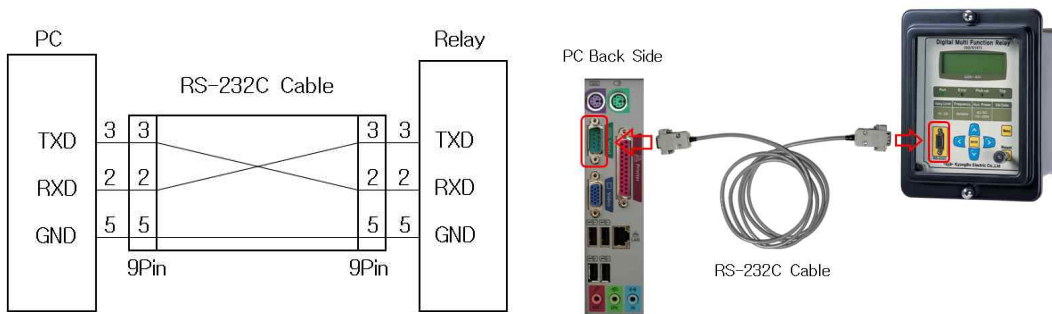 PC
Relay
RS-232C Cable
TXD 3 3 3 3 TXD
RXD 2 2 2 2 RXD
GND 5 5 5 5 GND
9Pin 9Pin
PC Back Side
RS-232C Cable
Digital Multi Function Relay
LAN